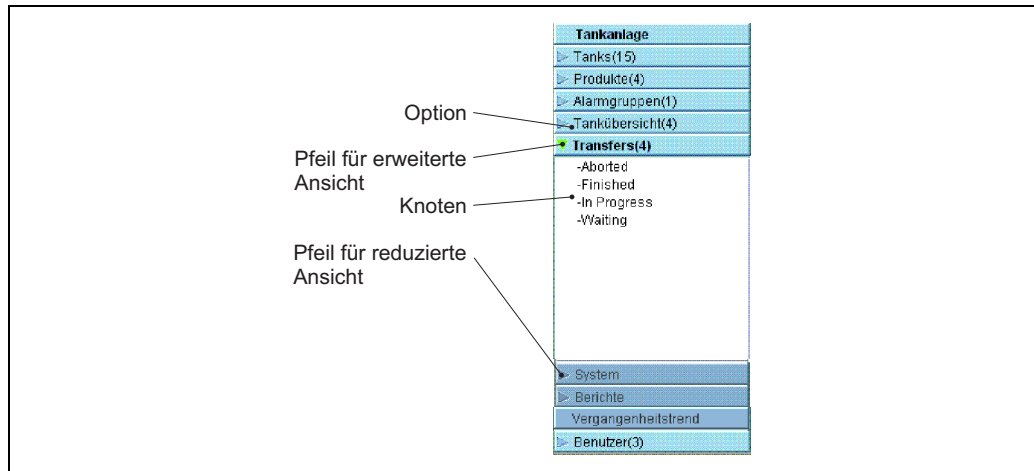 Tankanlage
Tanks(15)
Produkte(4)
Alarmgruppen(1)
Tankübersicht(4)
Transfers(4)
-Aborted
-Finished
-In Progress
-Waiting
System
Berichte
Vergangenheitstrend
Benutzer(3)
Option
Pfeil für erweiterte
Ansicht
Knoten
Pfeil für reduzierte
Ansicht